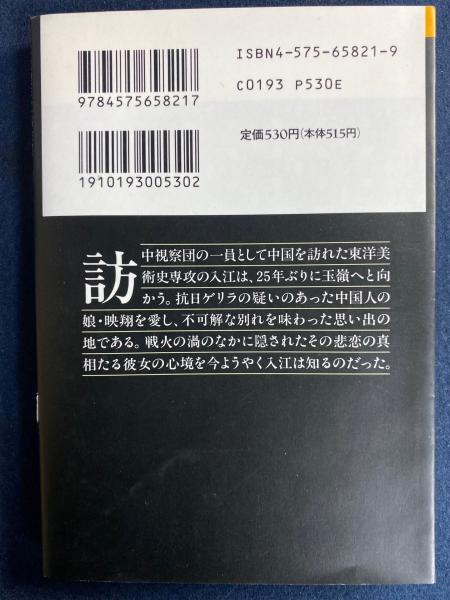 ISBN4-575-65821-9
9784575658217
C0193 P530E
定価530円(本体515円)
1910193005302
訪中視察団の一員として中国を訪れた東洋美
術史専攻の入江は、25年ぶりに玉嶺へと向
かう。抗日ゲリラの疑いのあった中国人の
娘・映翔を愛し、不可解な別れを味わった思い出
の地である。戦火の渦のなかに隠されたその悲恋の真
相たる彼女の心境を今ようやく入江は知るのだった。